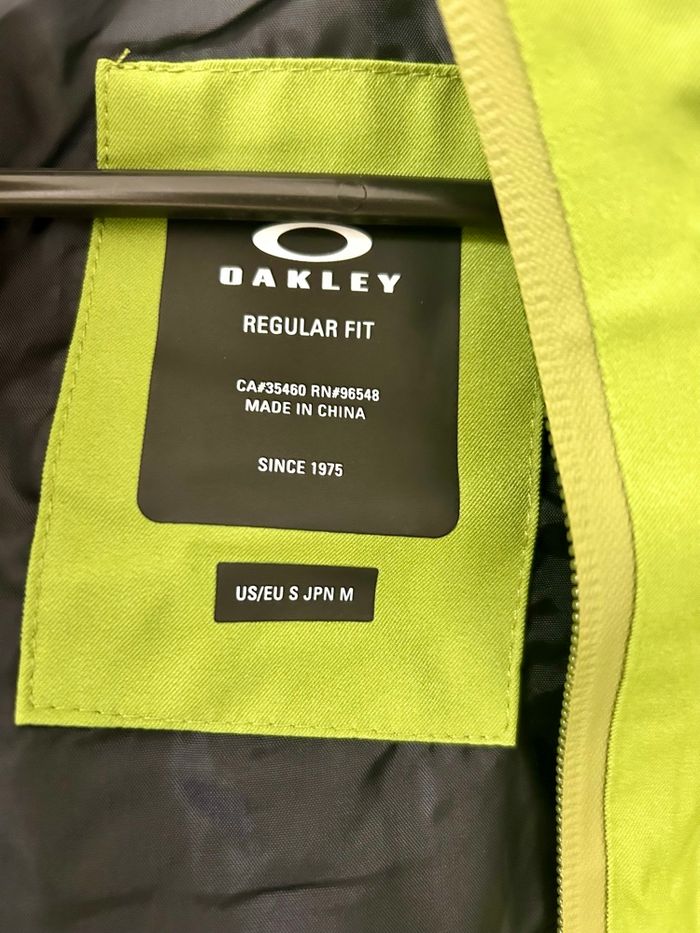 OAKLEY
REGULAR FIT
CA#35460 RN#96548
MADE IN CHINA
SINCE 1975
US/EU S JPN M